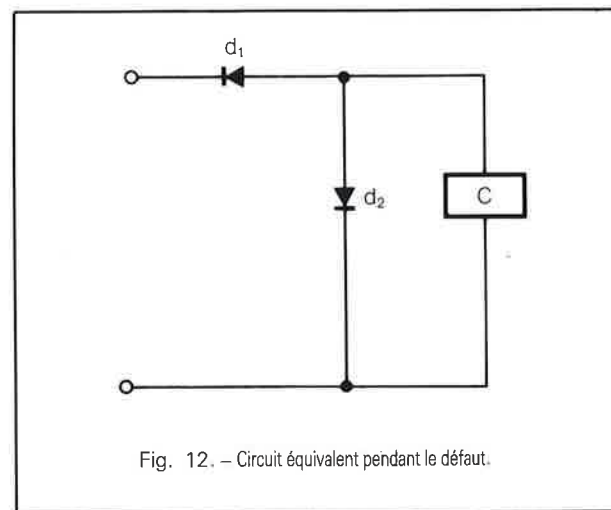 d₁
d₂
C
Fig. 12. – Circuit équivalent pendant le défaut.